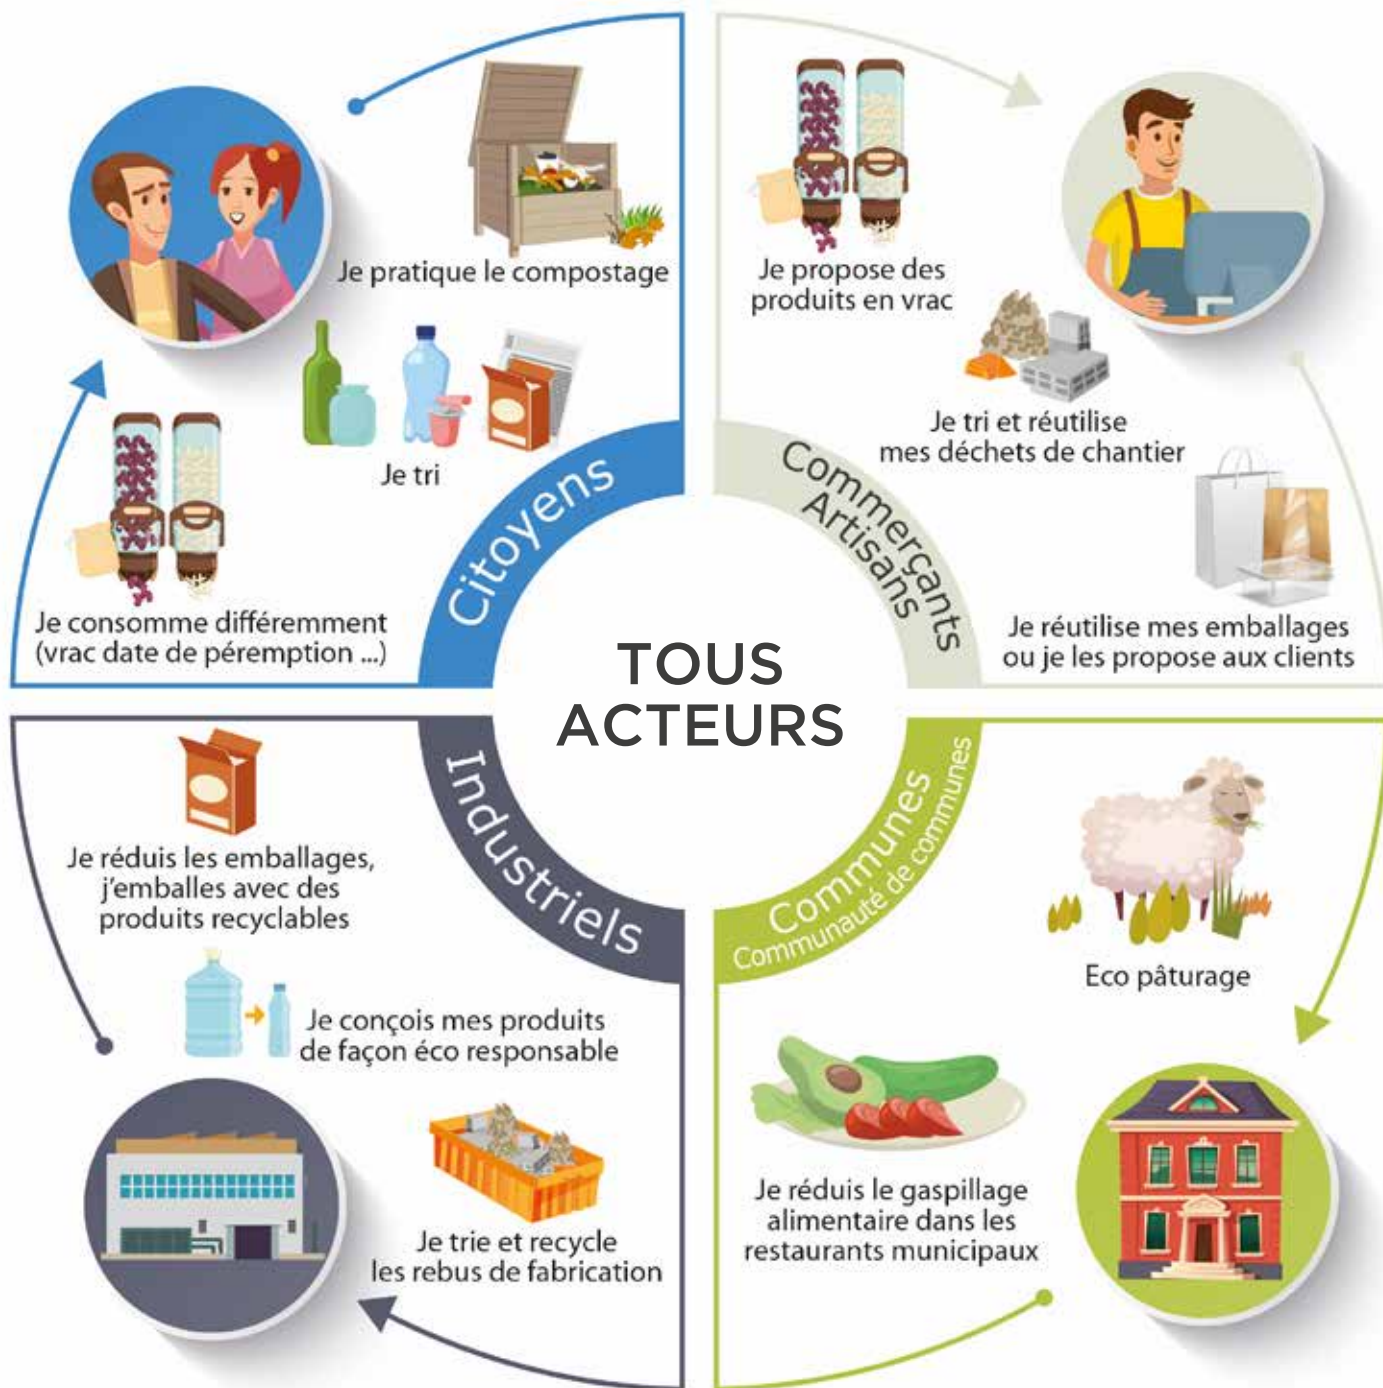 Je pratique le compostage
Je tri
Je consomme différemment
(vrac date de péremption ...)
Citoyens
Je propose des
produits en vrac
Je tri et réutilise
mes déchets de chantier
Je réutilise mes emballages
ou je les propose aux clients
Commerçants
Artisans
TOUS
ACTEURS
Je réduis les emballages,
j'emballes avec des
produits recyclables
Je conçois mes produits
de façon éco responsable
Je trie et recycle
les rebus de fabrication
Industriels
Communes
Communauté de communes
Eco pâturage
Je réduis le gaspillage
alimentaire dans les
restaurants municipaux